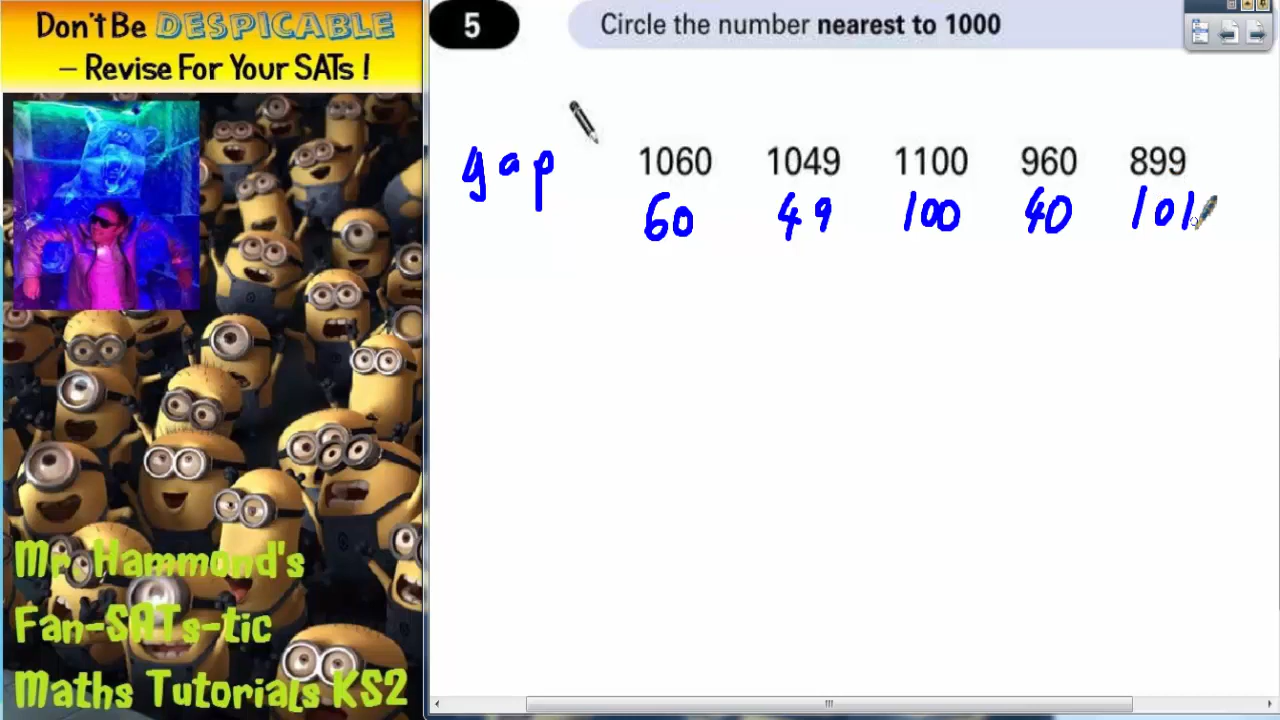 Don't Be DESPICABLE
– Revise For Your SATs !
5
Circle the number nearest to 1000
gap
1060 1049 1100 960 899
60 49 100 40 101
Mr. Hammond's
Fan-SATs-tic
Maths Tutorials KS2